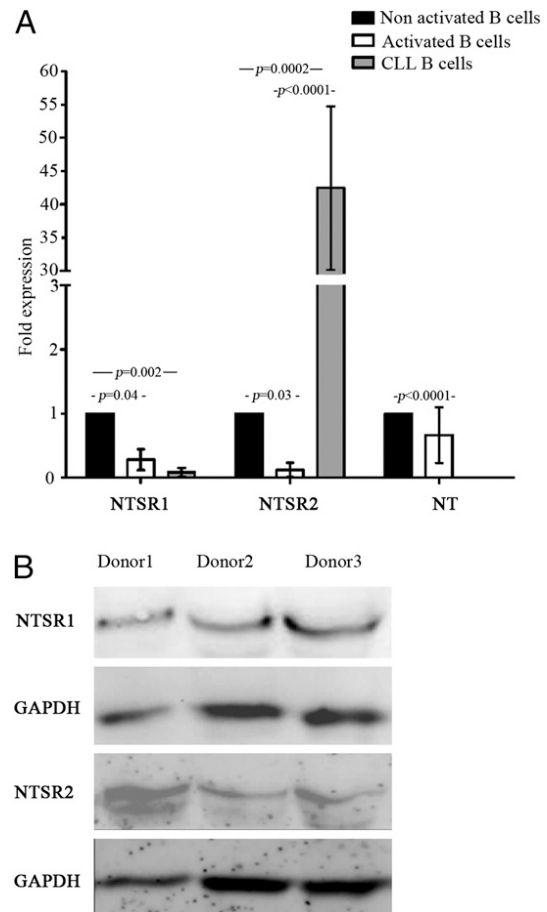 A
Non activated B cells
Activated B cells
CLL B cells
Fold expression
60
55
50
45
40
35
30
3
2
1
0
p=0.0002
-p<0.0001-
p=0.002
- p=0.04 -
- p=0.03 -
-p<0.0001-
NTSR1 NTSR2 NT
B
Donor1 Donor2 Donor3
NTSR1
GAPDH
NTSR2
GAPDH